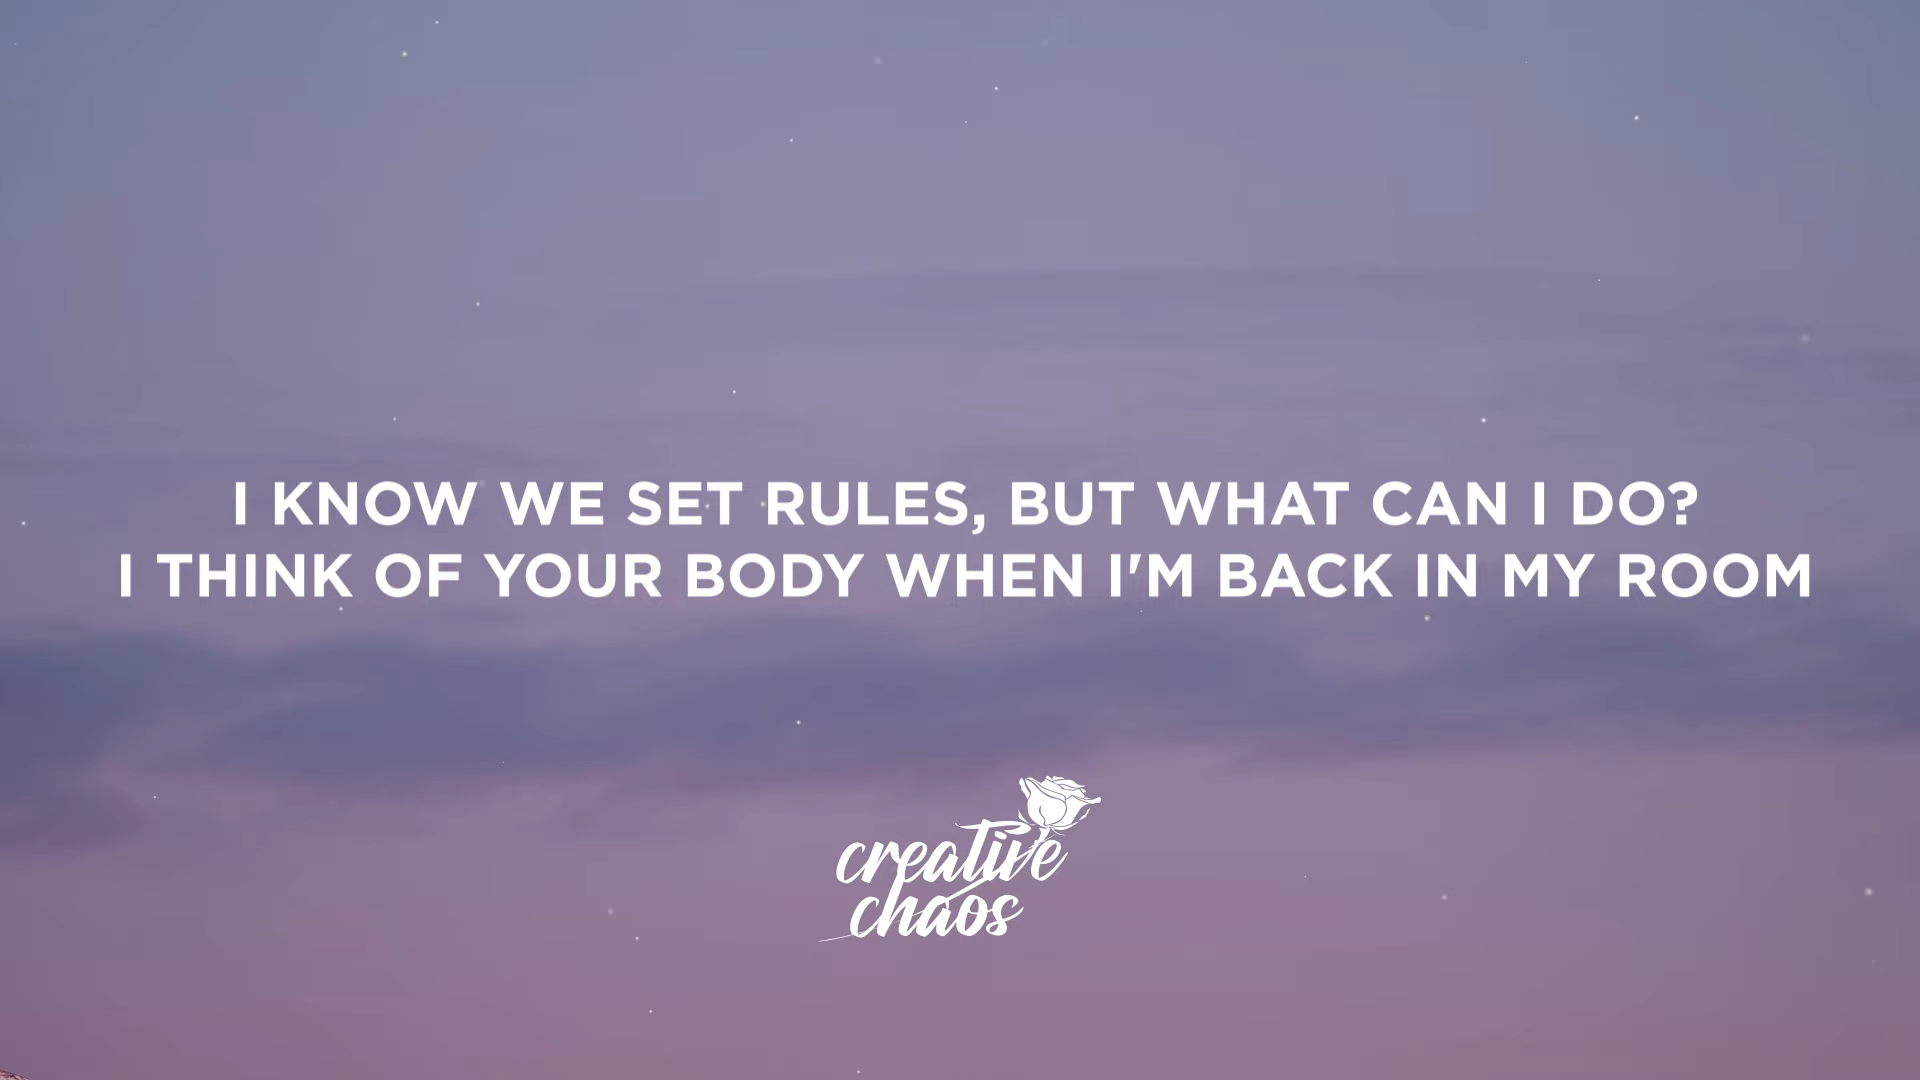 I KNOW WE SET RULES, BUT WHAT CAN I DO?
I THINK OF YOUR BODY WHEN I'M BACK IN MY ROOM
creative
chaos